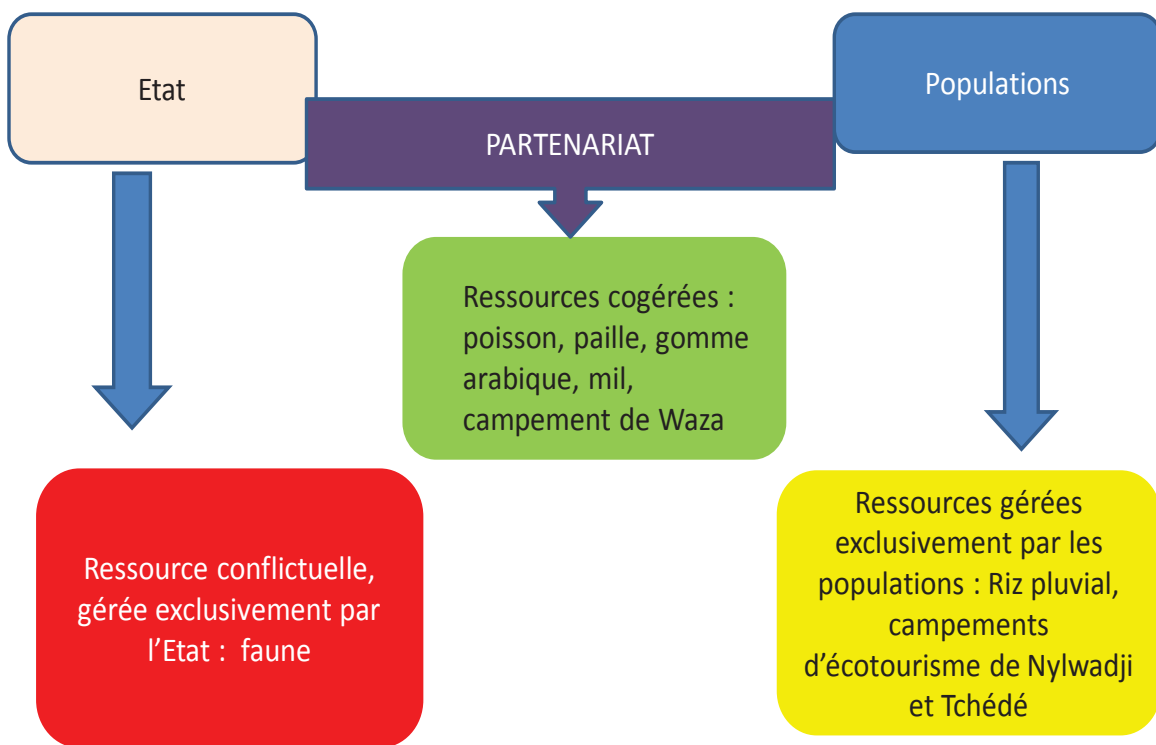 Etat
Populations
PARTENARIAT
Ressources cogérées :
poisson, paille, gomme
arabique, mil,
campement de Waza
Ressource conflictuelle,
gérée exclusivement par
l’Etat : faune
Ressources gérées
exclusivement par les
populations : Riz pluvial,
campements
d’écotourisme de Nylwadji
et Tchédé